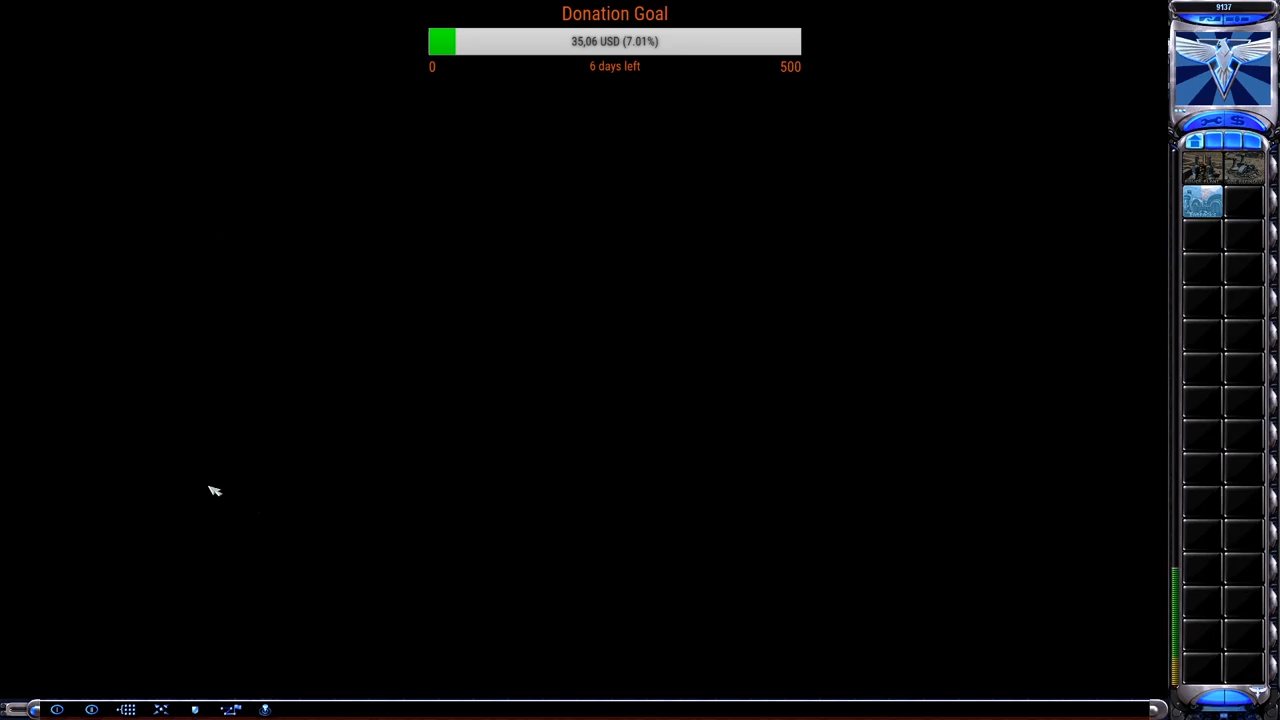 Donation Goal
9137
35,06 USD (7.01%)
0
6 days left
500
$